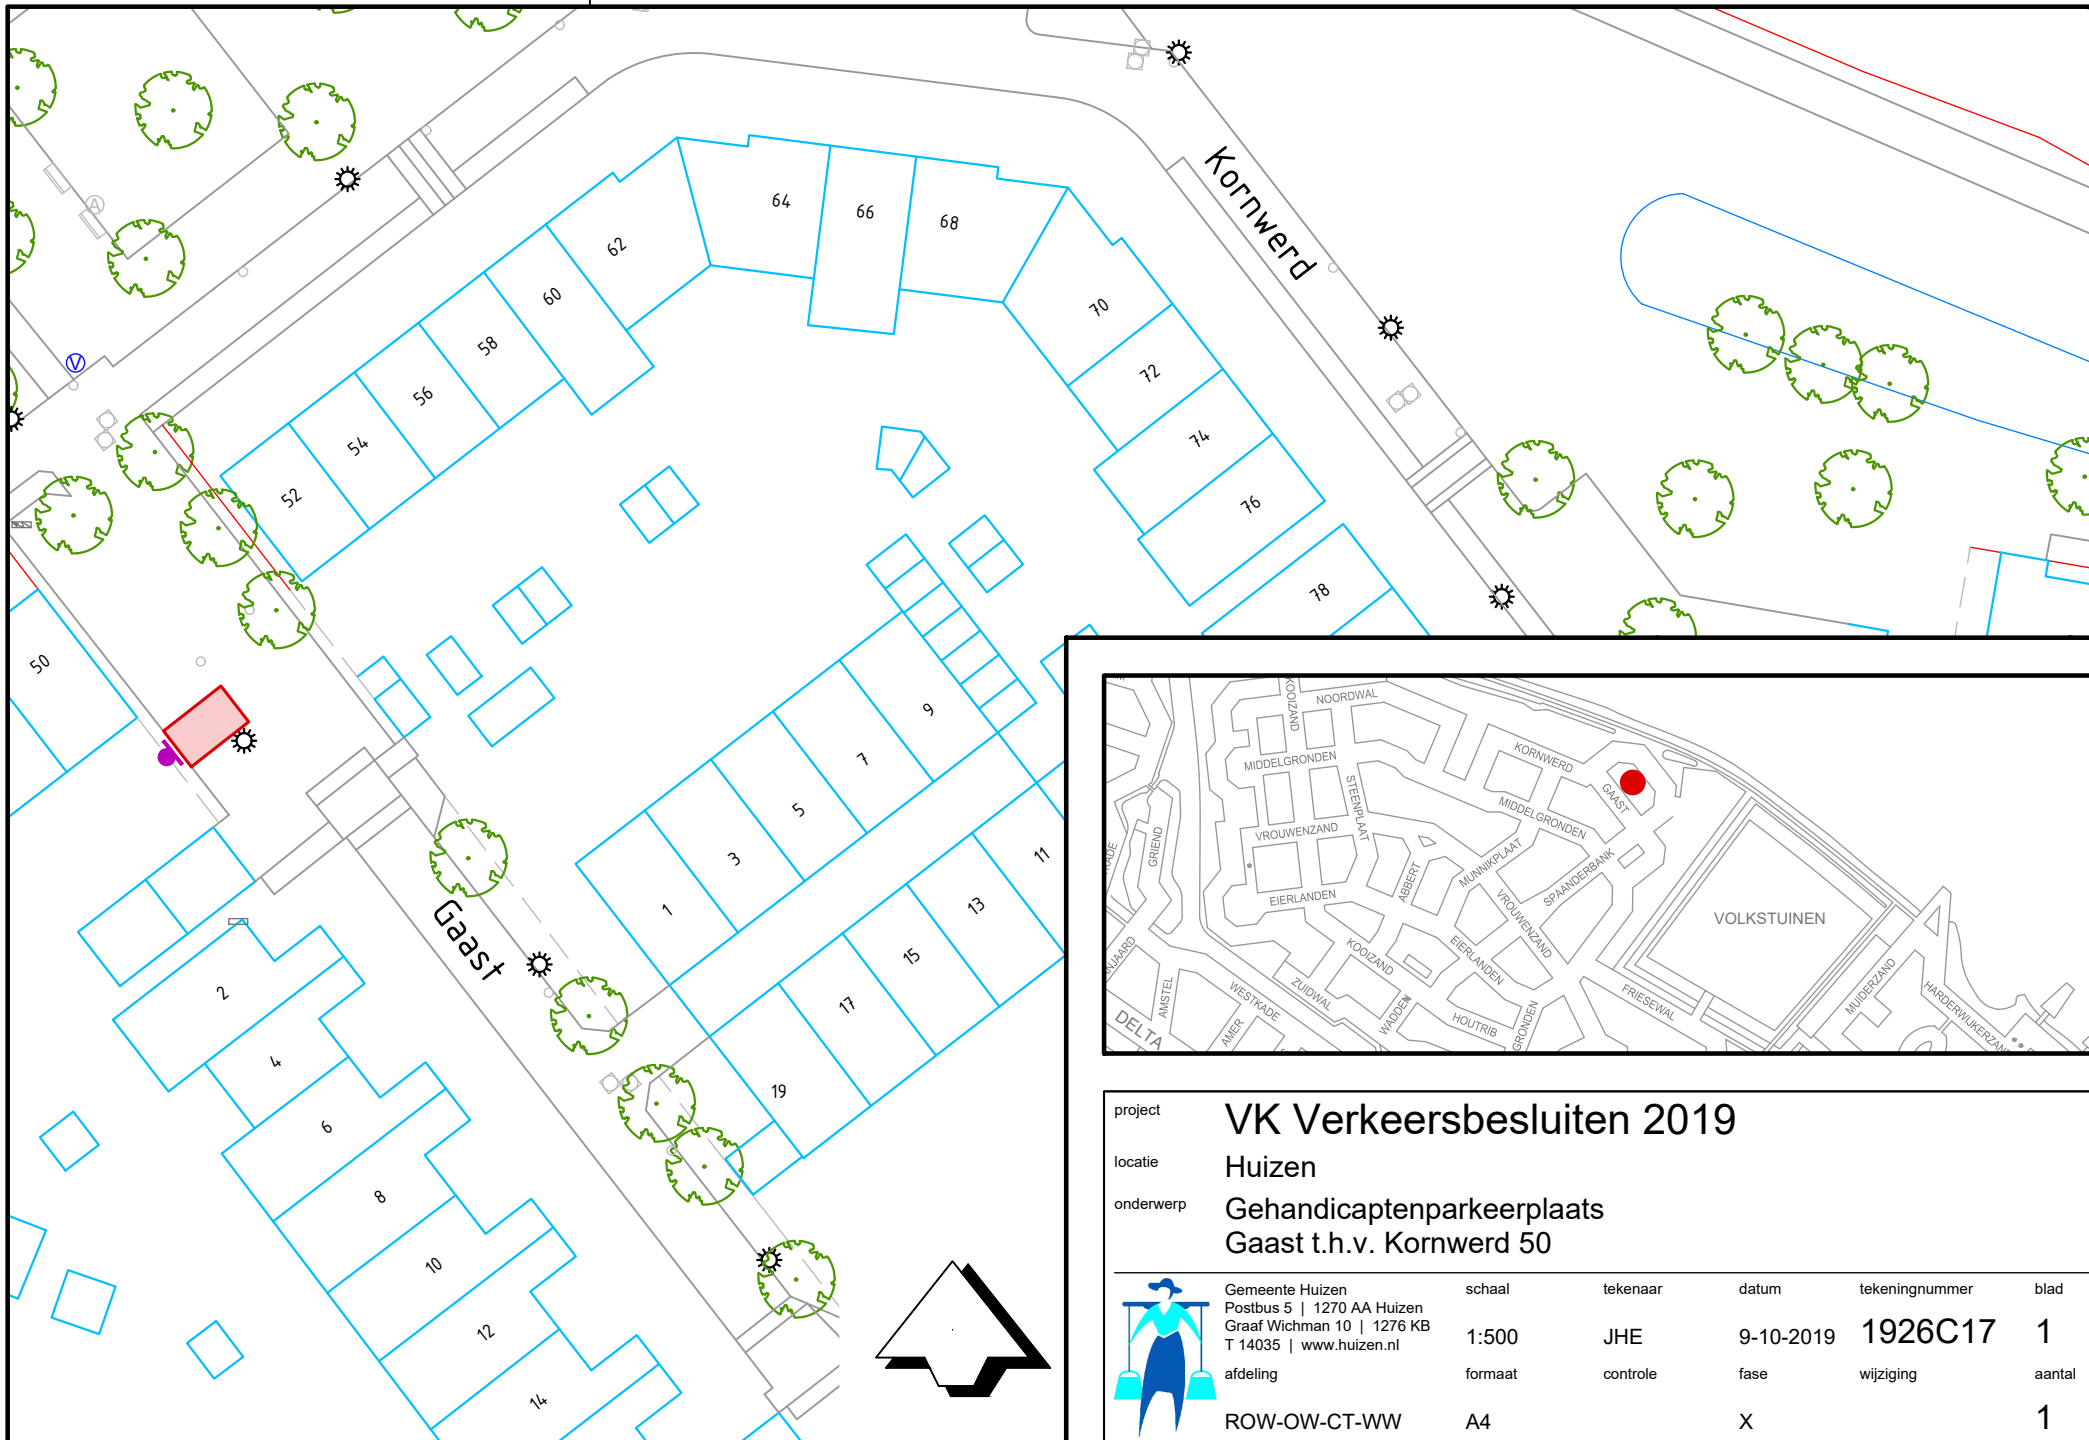 Kornwerd
64
66
68
62
60
58
56
54
52
70
72
74
76
78
50
A
V
9
7
5
3
1
11
13
15
17
19
Gaast
2
4
6
8
10
12
14
NOORDWAL
KOOIZAND
MIDDELGRONDEN
STEENPLAAT
KORNWERD
GAAST
MIDDELGRONDEN
VROUWENZAND
GRIEND
ABBERT
MUNNIKPLAAT
SPAANDERBANK
VROUWENZAND
EIERLANDEN
VOLKSTUINEN
KOOIZAND
EIERLANDEN
ZUIDWAL
WADDEN
HOUTRIB
FRIESEWAL
MUIDERZAND
AMSTEL
WESTKADE
AMER
DELTA
project
VK Verkeersbesluiten 2019
locatie
Huizen
onderwerp
Gehandicaptenparkeerplaats
Gaast t.h.v. Kornwerd 50
Gemeente Huizen
Postbus 5 | 1270 AA Huizen
Graaf Wichman 10 | 1276 KB
T 14035 | www.huizen.nl
schaal
tekenaar
datum
tekeningnummer
blad
1:500
JHE
9-10-2019
1926C17
1
afdeling
formaat
controle
fase
wijziging
aantal
ROW-OW-CT-WW
A4
X
1